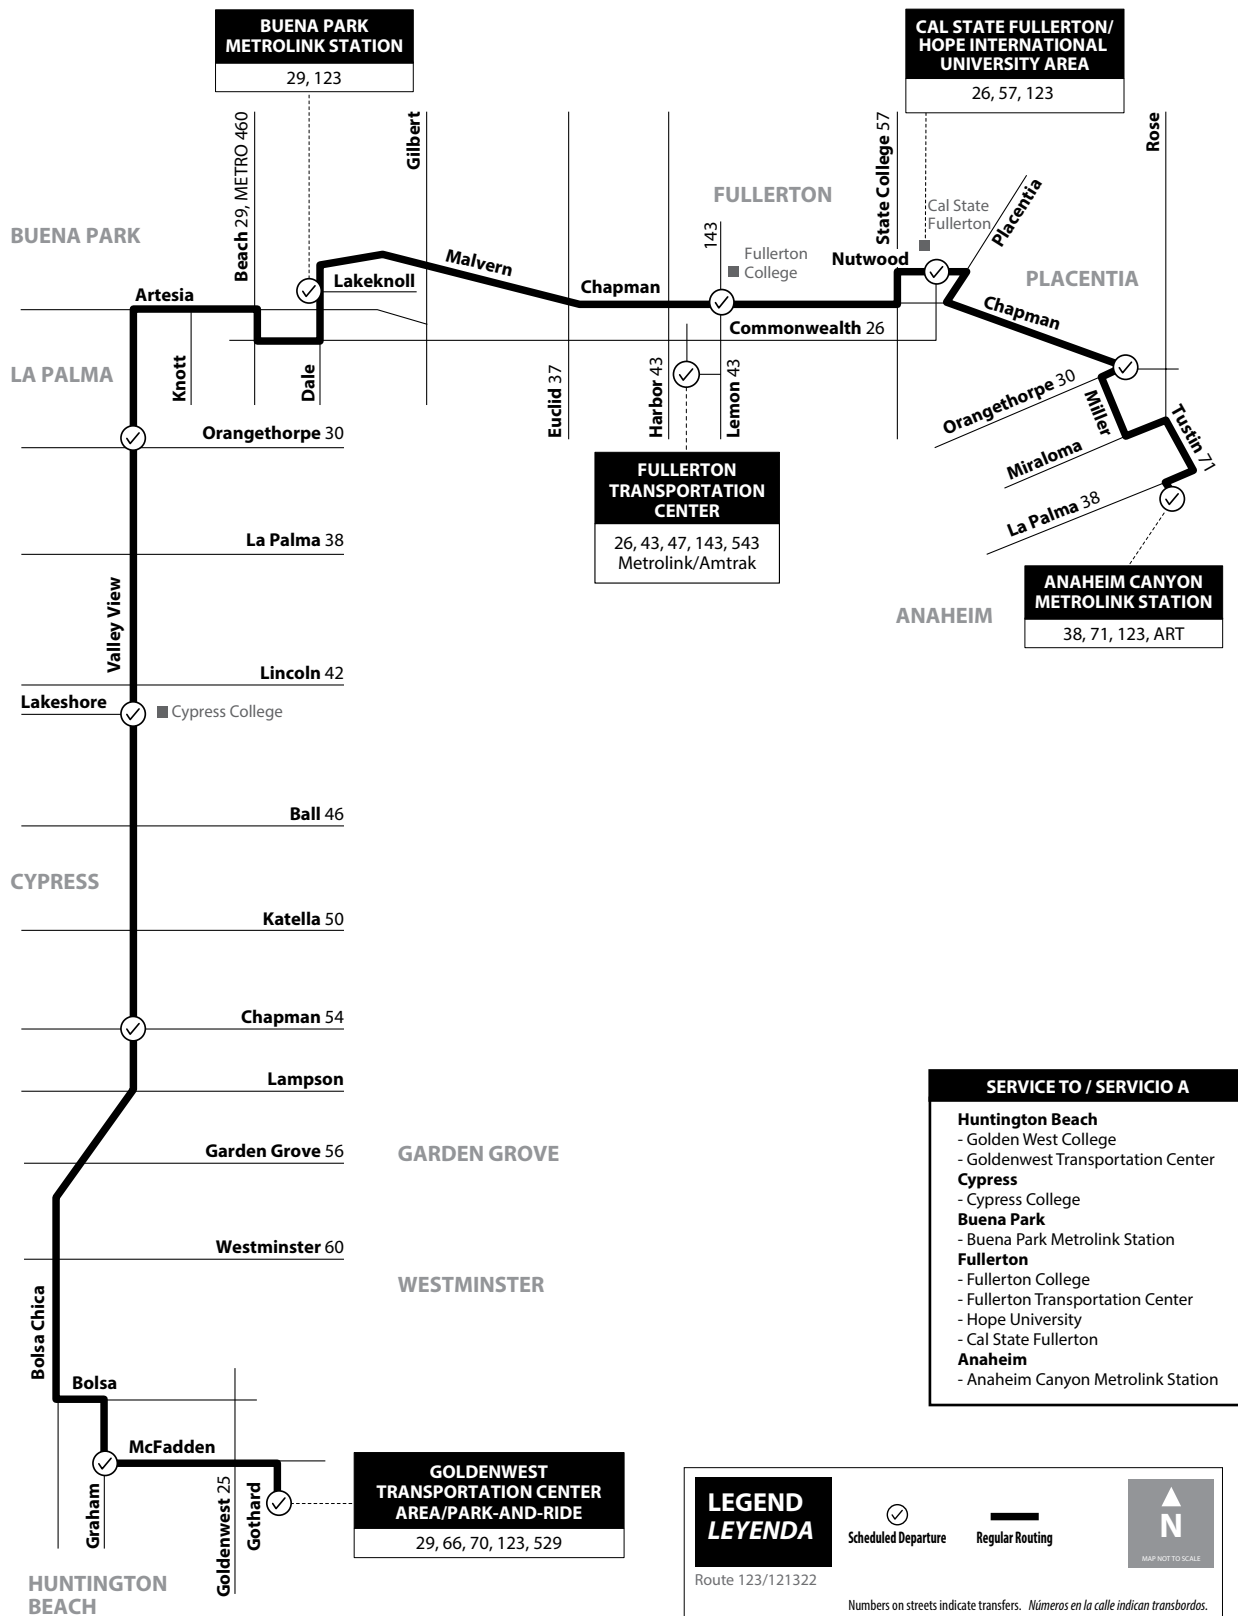 BUENA PARK
METROLINK STATION
29, 123
CAL STATE FULLERTON/
HOPE INTERNATIONAL
UNIVERSITY AREA
26, 57, 123
Beach 29, METRO 460
Gilbert
State College 57
Rose
FULLERTON
Cal State
Fullerton
Placentia
BUENA PARK
143
Fullerton
College
Nutwood
PLACENTIA
Malvern
Lakeknoll
Chapman
Artesia
Chapman
Commonwealth 26
LA PALMA
Knott
Dale
Euclid 37
Harbor 43
Lemon 43
Orangethorpe 30
Miller
Tustin 71
Miraloma
La Palma 38
Orangethorpe 30
FULLERTON
TRANSPORTATION
CENTER
26, 43, 47, 143, 543
Metrolink/Amtrak
La Palma 38
ANAHEIM CANYON
METROLINK STATION
38, 71, 123, ART
ANAHEIM
Valley View
Lincoln 42
Lakeshore
Cypress College
Ball 46
CYPRESS
Katella 50
Chapman 54
Lampson
Garden Grove 56
GARDEN GROVE
Westminster 60
WESTMINSTER
Bolsa Chica
Bolsa
McFadden
Graham
Goldenwest 25
Gothard
GOLDENWEST
TRANSPORTATION CENTER
AREA/PARK-AND-RIDE
29, 66, 70, 123, 529
HUNTINGTON
BEACH
SERVICE TO / SERVICIO A
Huntington Beach
- Golden West College
- Goldenwest Transportation Center
Cypress
- Cypress College
Buena Park
- Buena Park Metrolink Station
Fullerton
- Fullerton College
- Fullerton Transportation Center
- Hope University
- Cal State Fullerton
Anaheim
- Anaheim Canyon Metrolink Station
LEGEND
LEYENDA
Scheduled Departure
Regular Routing
N
MAP NOT TO SCALE
Route 123/121322
Numbers on streets indicate transfers. Números en la calle indican transbordos.